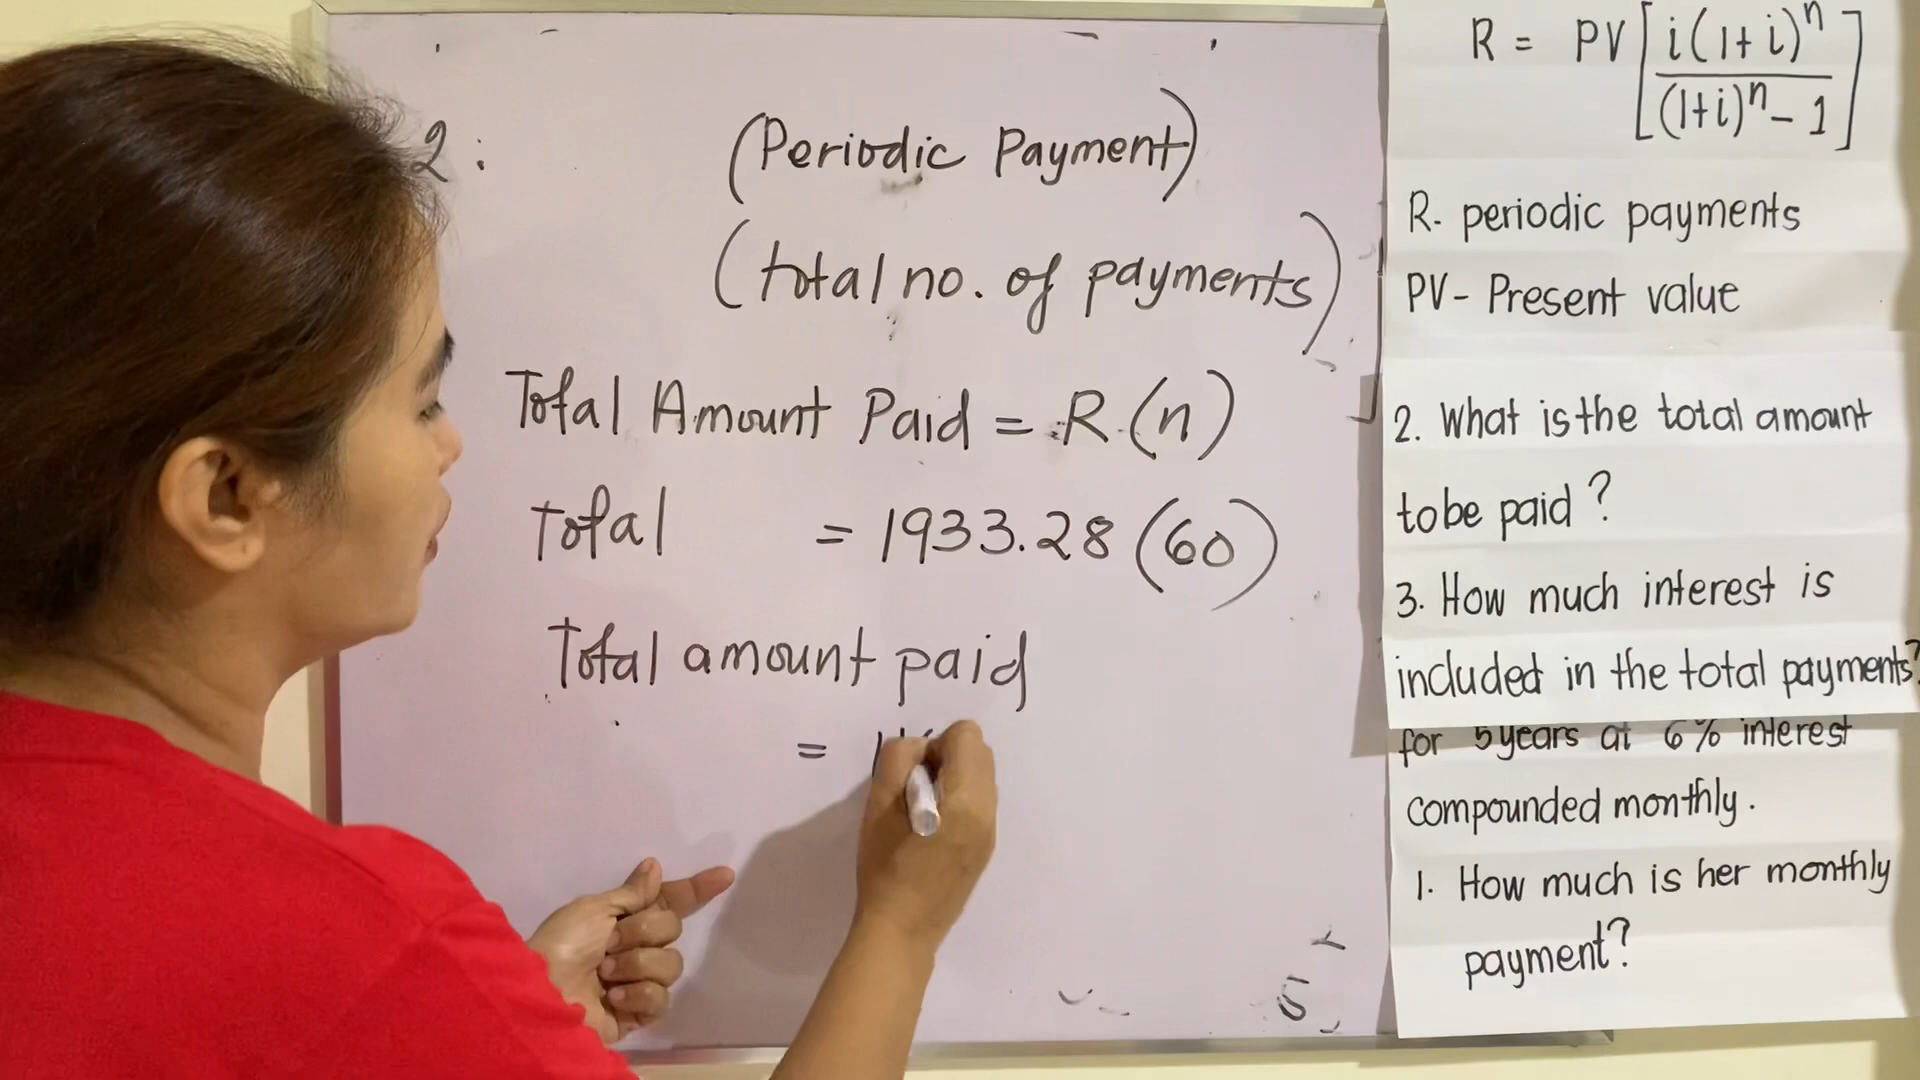 2:
(Periodic Payment)
(total no. of payments)
Total Amount Paid = R(n)
Total = 1933.28 (60)
Total amount paid
=
R = PV [ i(1+i)^n / (1+i)^n - 1 ]
R- periodic payments
PV- Present value
2. What is the total amount
to be paid?
3. How much interest is
included in the total payments?
for 5 years at 6% interest
compounded monthly.
1. How much is her monthly
payment?